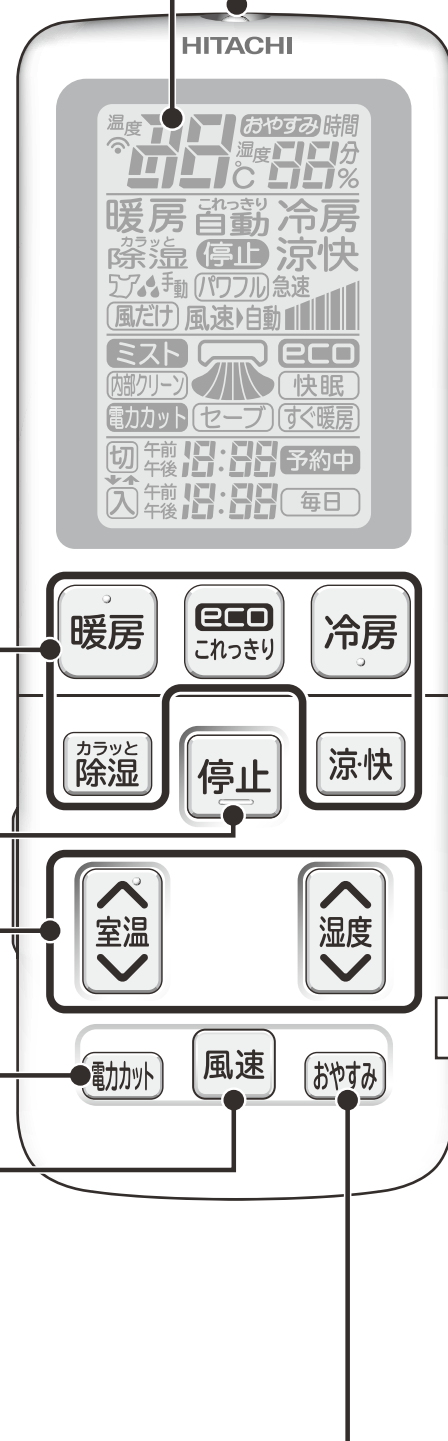 HITACHI
温度 88 ℃ おやすみ 時間 湿度 88 分 %
暖房 これっきり自動 冷房
カラッと除湿 停止 涼快
手動 パワフル 急速
風だけ 風速 自動
ミスト eco
内部クリーン 快眠
電力カット セーブ すぐ暖房
切 午前 午後 18:88 予約中
入 午前 午後 18:88 毎日
暖房 eco これっきり 冷房
カラッと除湿 停止 涼・快
室温 湿度
電力カット 風速 おやすみ